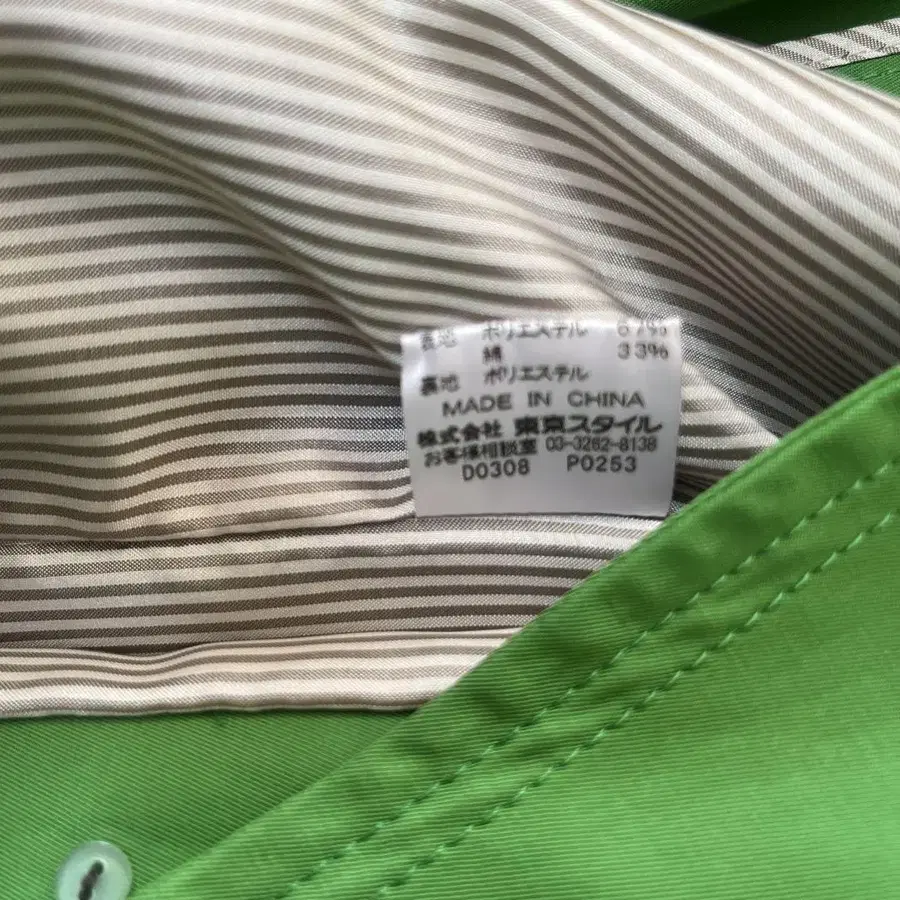 表地 ポリエステル 67%
綿 33%
裏地 ポリエステル
MADE IN CHINA
株式会社 東京スタイル
お客様相談室 03-3262-8138
D0308 P0253